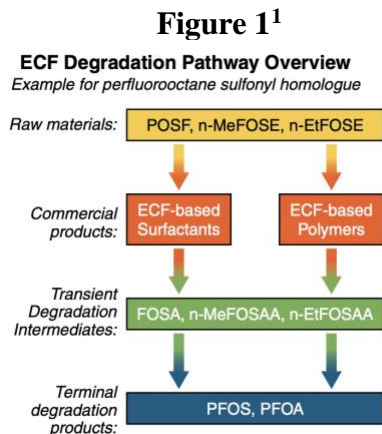 Figure 1¹
ECF Degradation Pathway Overview
Example for perfluorooctane sulfonyl homologue
Raw materials:
POSF, n-MeFOSE, n-EtFOSE
Commercial
products:
ECF-based
Surfactants
ECF-based
Polymers
Transient
Degradation
Intermediates:
FOSA, n-MeFOSAA, n-EtFOSAA
Terminal
degradation
products:
PFOS, PFOA